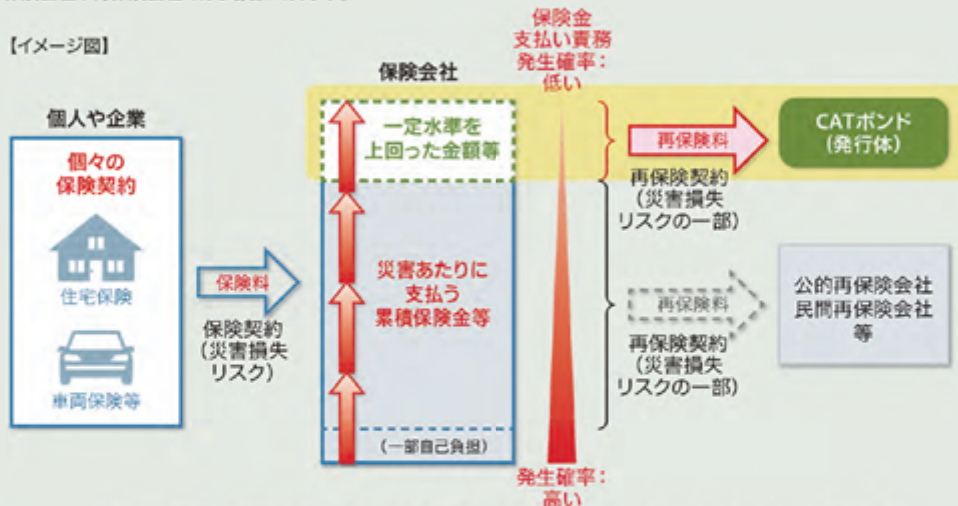 【イメージ図】
個人や企業
個々の
保険契約
住宅保険
車両保険等
保険料
保険契約
(災害損失
リスク)
保険会社
一定水準を
上回った金額等
災害あたりに
支払う
累積保険金等
(一部自己負担)
保険金
支払い責務
発生確率:
低い
発生確率:
高い
再保険料
再保険契約
(災害損失
リスクの一部)
CATボンド
(発行体)
再保険料
再保険契約
(災害損失
リスクの一部)
公的再保険会社
民間再保険会社
等